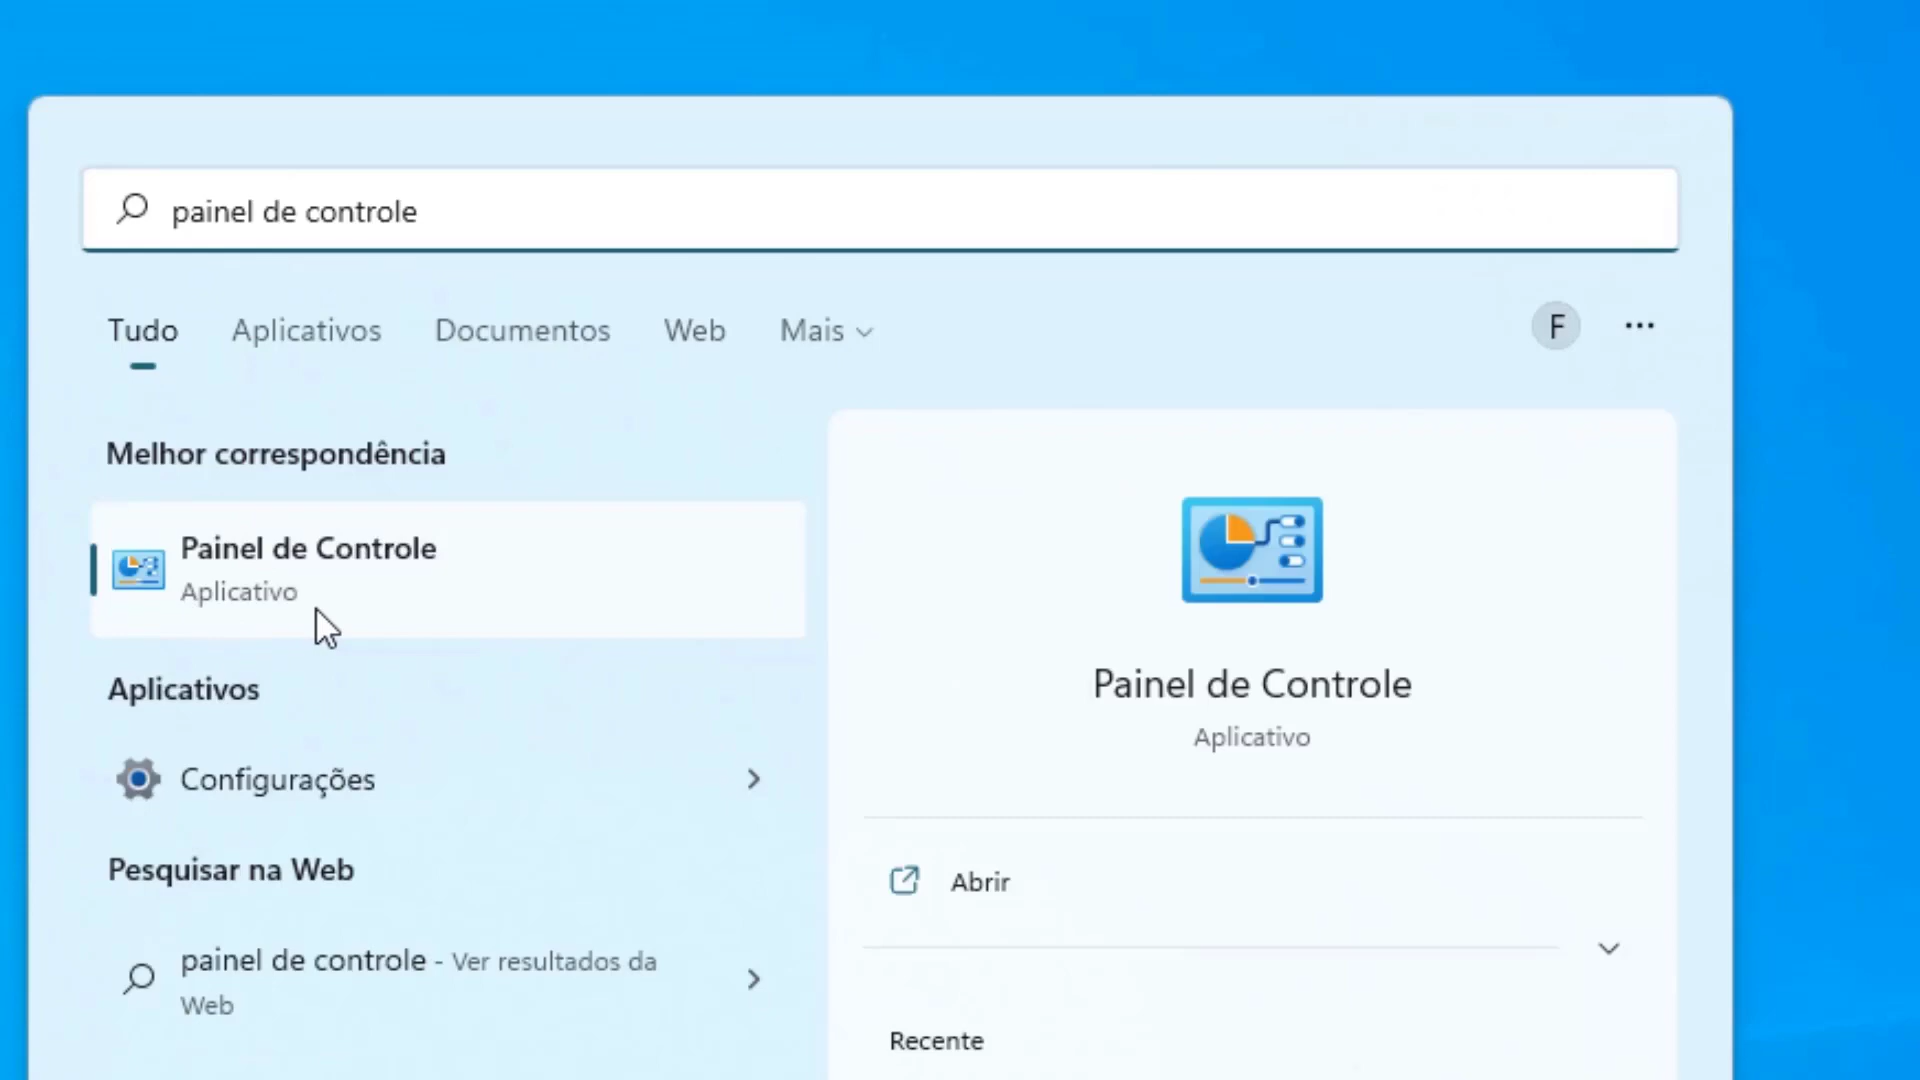 painel de controle
Tudo Aplicativos Documentos Web Mais F ...
Melhor correspondência
Painel de Controle
Aplicativo
Aplicativos
Configurações
Pesquisar na Web
painel de controle - Ver resultados da
Web
Painel de Controle
Aplicativo
Abrir
Recente